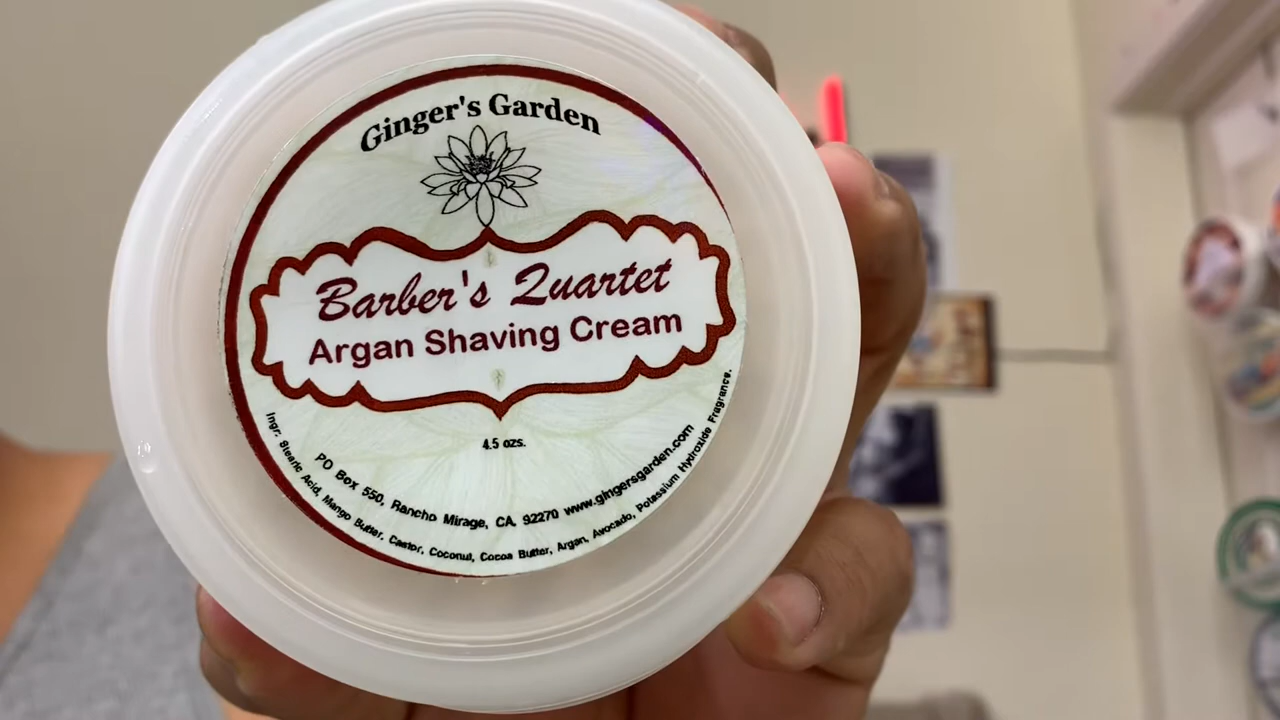 Ginger's Garden
Barber's Quartet
Argan Shaving Cream
4.5 ozs.
PO Box 550, Rancho Mirage, CA. 92270 www.gingersgarden.com
Ingr: Stearic Acid, Mango Butter, Castor, Coconut, Cocoa Butter, Argan, Avocado, Potassium Hydroxide Fragrance.